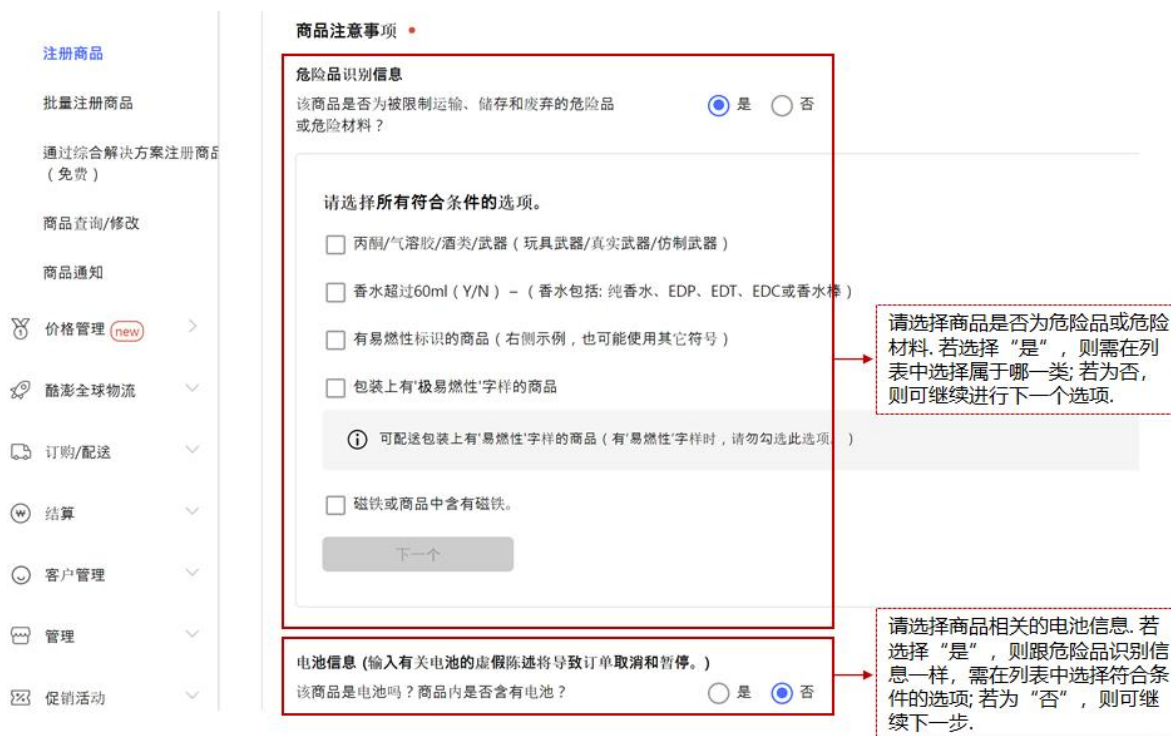 注册商品
批量注册商品
通过综合解决方案注册商品
（免费）
商品查询/修改
商品通知
价格管理 new
酷澎全球物流
订购/配送
结算
客户管理
管理
促销活动
商品注意事项
危险品识别信息
该商品是否为被限制运输、储存和废弃的危险品
或危险材料？
是 否
请选择所有符合条件的选项。
丙酮/气溶胶/酒类/武器（玩具武器/真实武器/仿制武器）
香水超过60ml（Y/N）–（香水包括: 纯香水、EDP、EDT、EDC或香水棒）
有易燃性标识的商品（右侧示例，也可能使用其它符号）
包装上有'极易燃性'字样的商品
可配送包装上有'易燃性'字样的商品（有'易燃性'字样时，请勿勾选此选项。）
磁铁或商品中含有磁铁。
下一个
电池信息 (输入有关电池的虚假陈述将导致订单取消和暂停。)
该商品是电池吗？商品内是否含有电池？
是 否
请选择商品是否为危险品或危险
材料. 若选择“是”，则需在列
表中选择属于哪一类; 若为否，
则可继续进行下一个选项.
请选择商品相关的电池信息. 若
选择“是”，则跟危险品识别信
息一样，需在列表中选择符合条
件的选项; 若为“否”，则可继
续下一步.